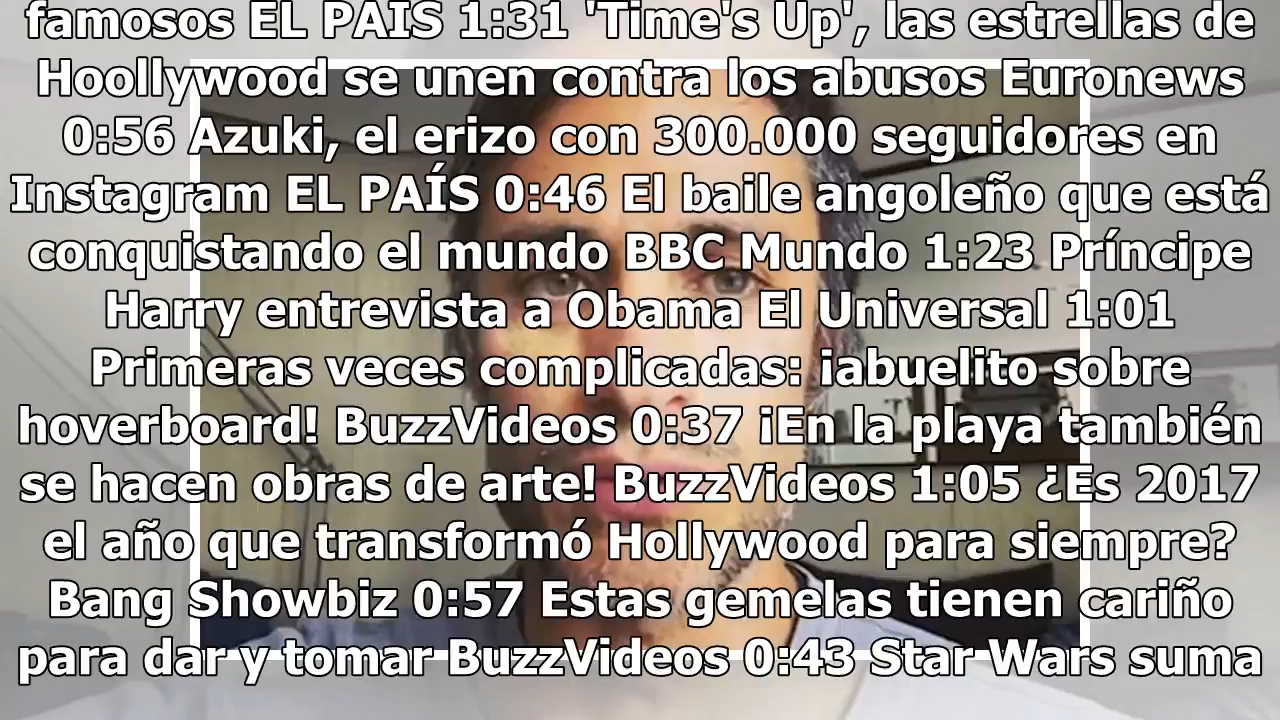 famosos EL PAÍS 1:31 'Time's Up', las estrellas de
Hoollywood se unen contra los abusos Euronews
0:56 Azuki, el erizo con 300.000 seguidores en
Instagram EL PAÍS 0:46 El baile angoleño que está
conquistando el mundo BBC Mundo 1:23 Príncipe
Harry entrevista a Obama El Universal 1:01
Primeras veces complicadas: ¡abuelito sobre
hoverboard! BuzzVideos 0:37 ¡En la playa también
se hacen obras de arte! BuzzVideos 1:05 ¿Es 2017
el año que transformó Hollywood para siempre?
Bang Showbiz 0:57 Estas gemelas tienen cariño
para dar y tomar BuzzVideos 0:43 Star Wars suma